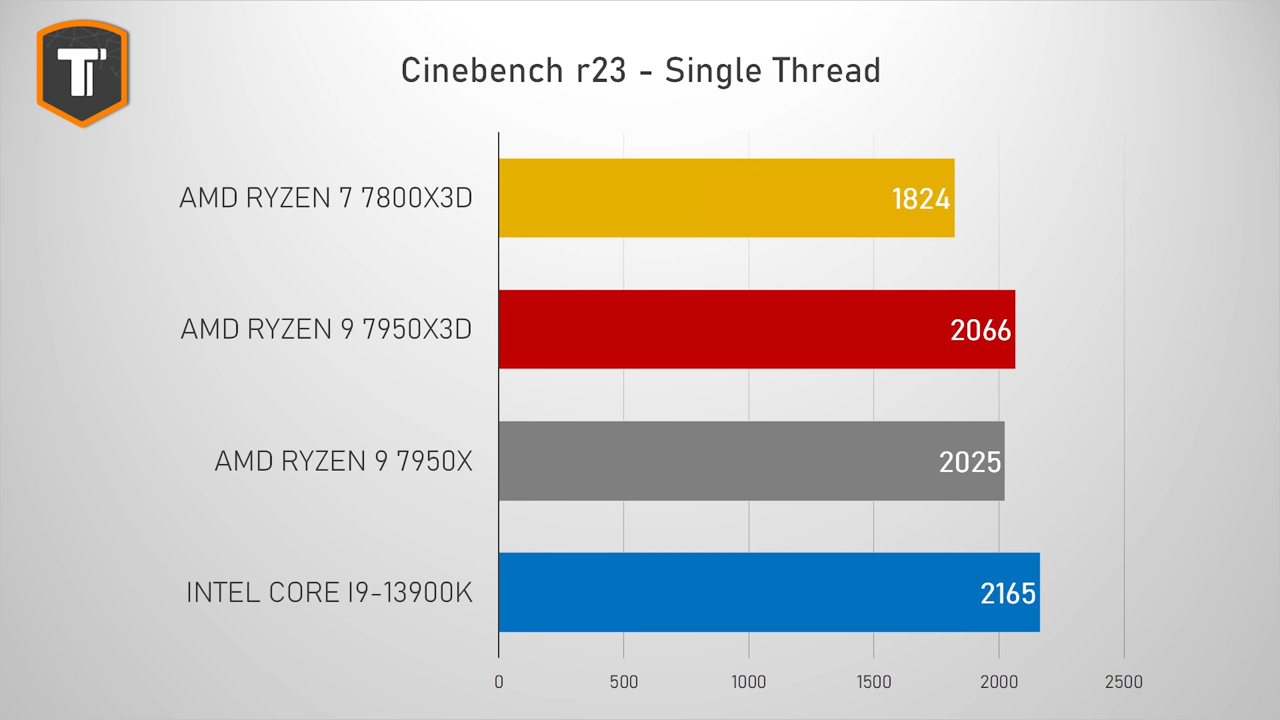 Cinebench r23 - Single Thread
AMD RYZEN 7 7800X3D
1824
AMD RYZEN 9 7950X3D
2066
AMD RYZEN 9 7950X
2025
INTEL CORE I9-13900K
2165
0 500 1000 1500 2000 2500